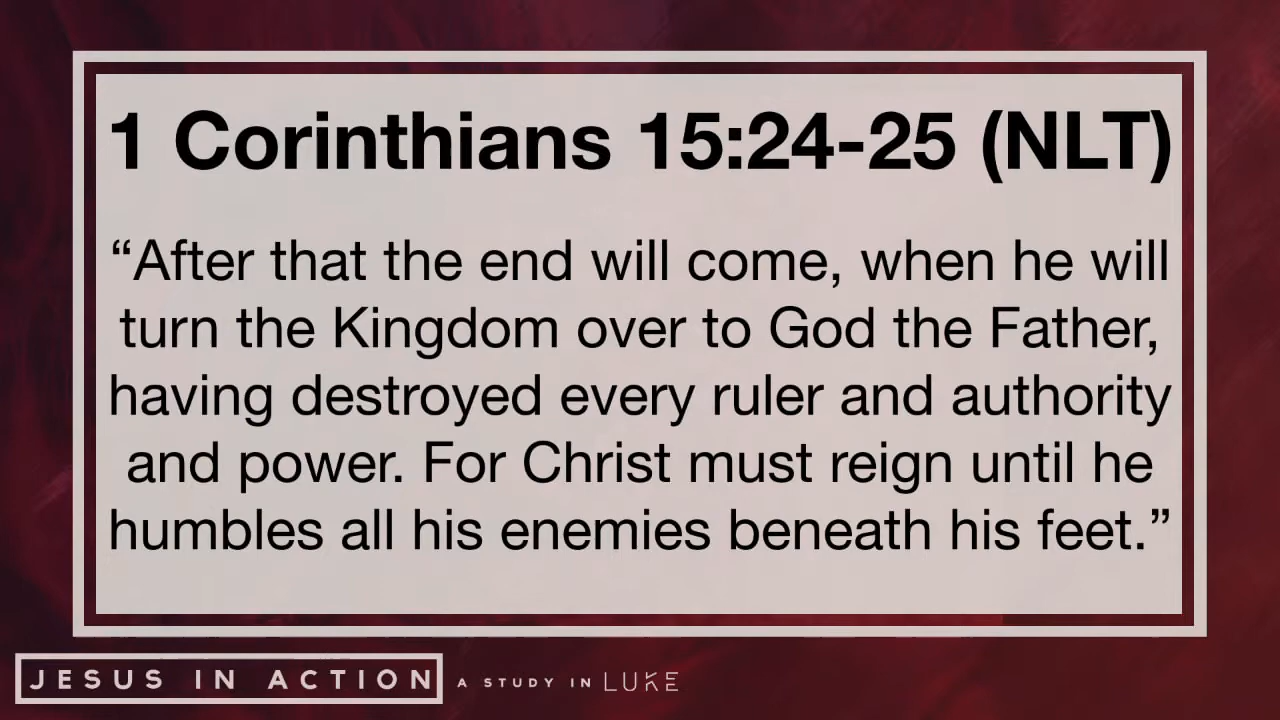 1 Corinthians 15:24-25 (NLT)
“After that the end will come, when he will
turn the Kingdom over to God the Father,
having destroyed every ruler and authority
and power. For Christ must reign until he
humbles all his enemies beneath his feet.”
JESUS IN ACTION A STUDY IN LUKE